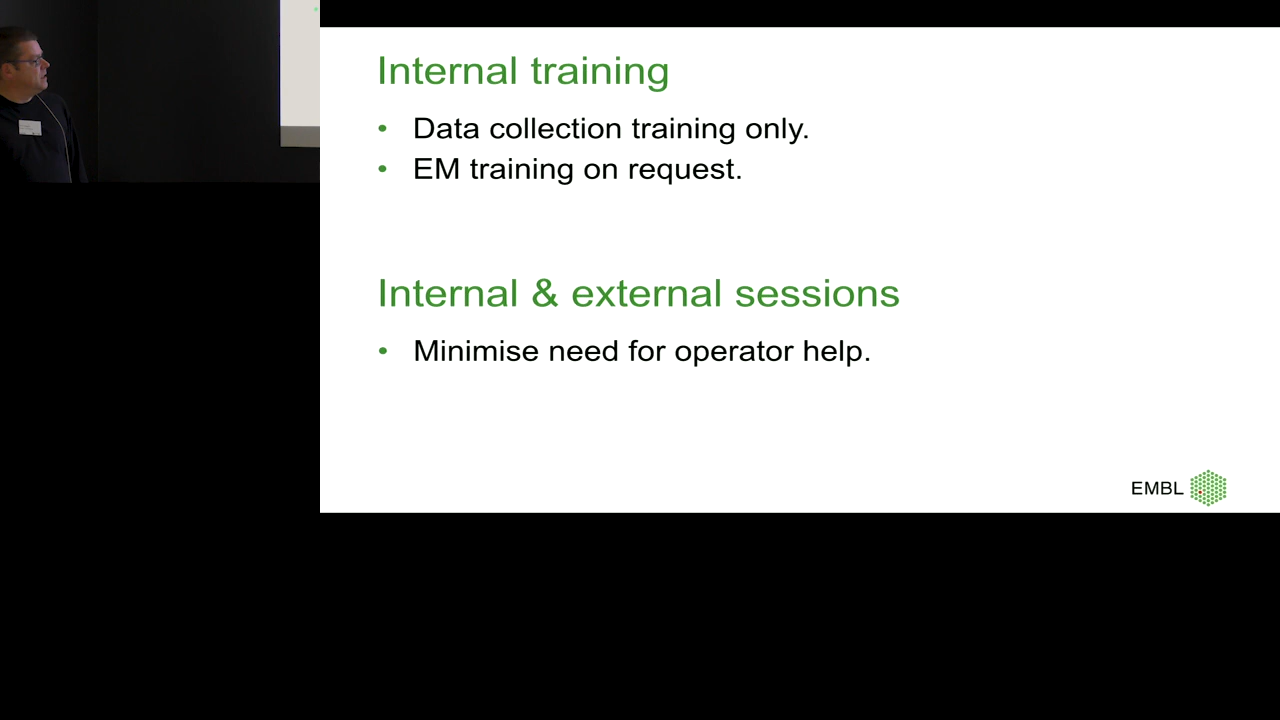 Internal training
• Data collection training only.
• EM training on request.
Internal & external sessions
• Minimise need for operator help.
EMBL